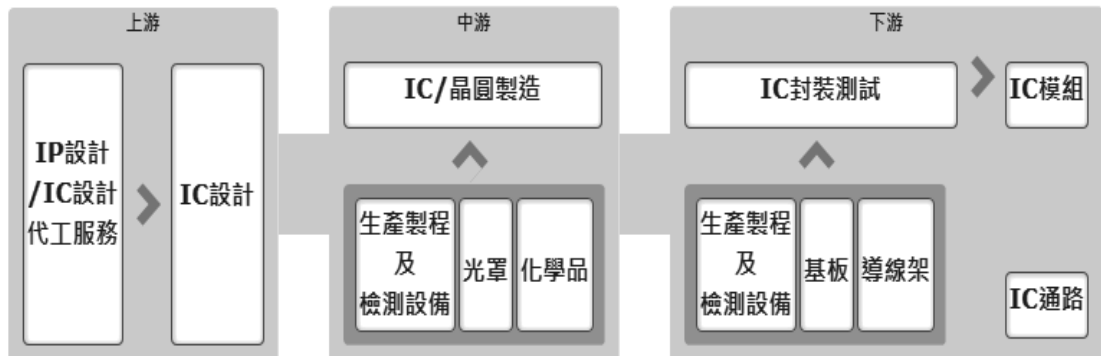 上游
IP設計
/IC設計
代工服務
IC設計
中游
IC/晶圓製造
生產製程
及
檢測設備
光罩
化學品
下游
IC封裝測試
IC模組
生產製程
及
檢測設備
基板
導線架
IC通路